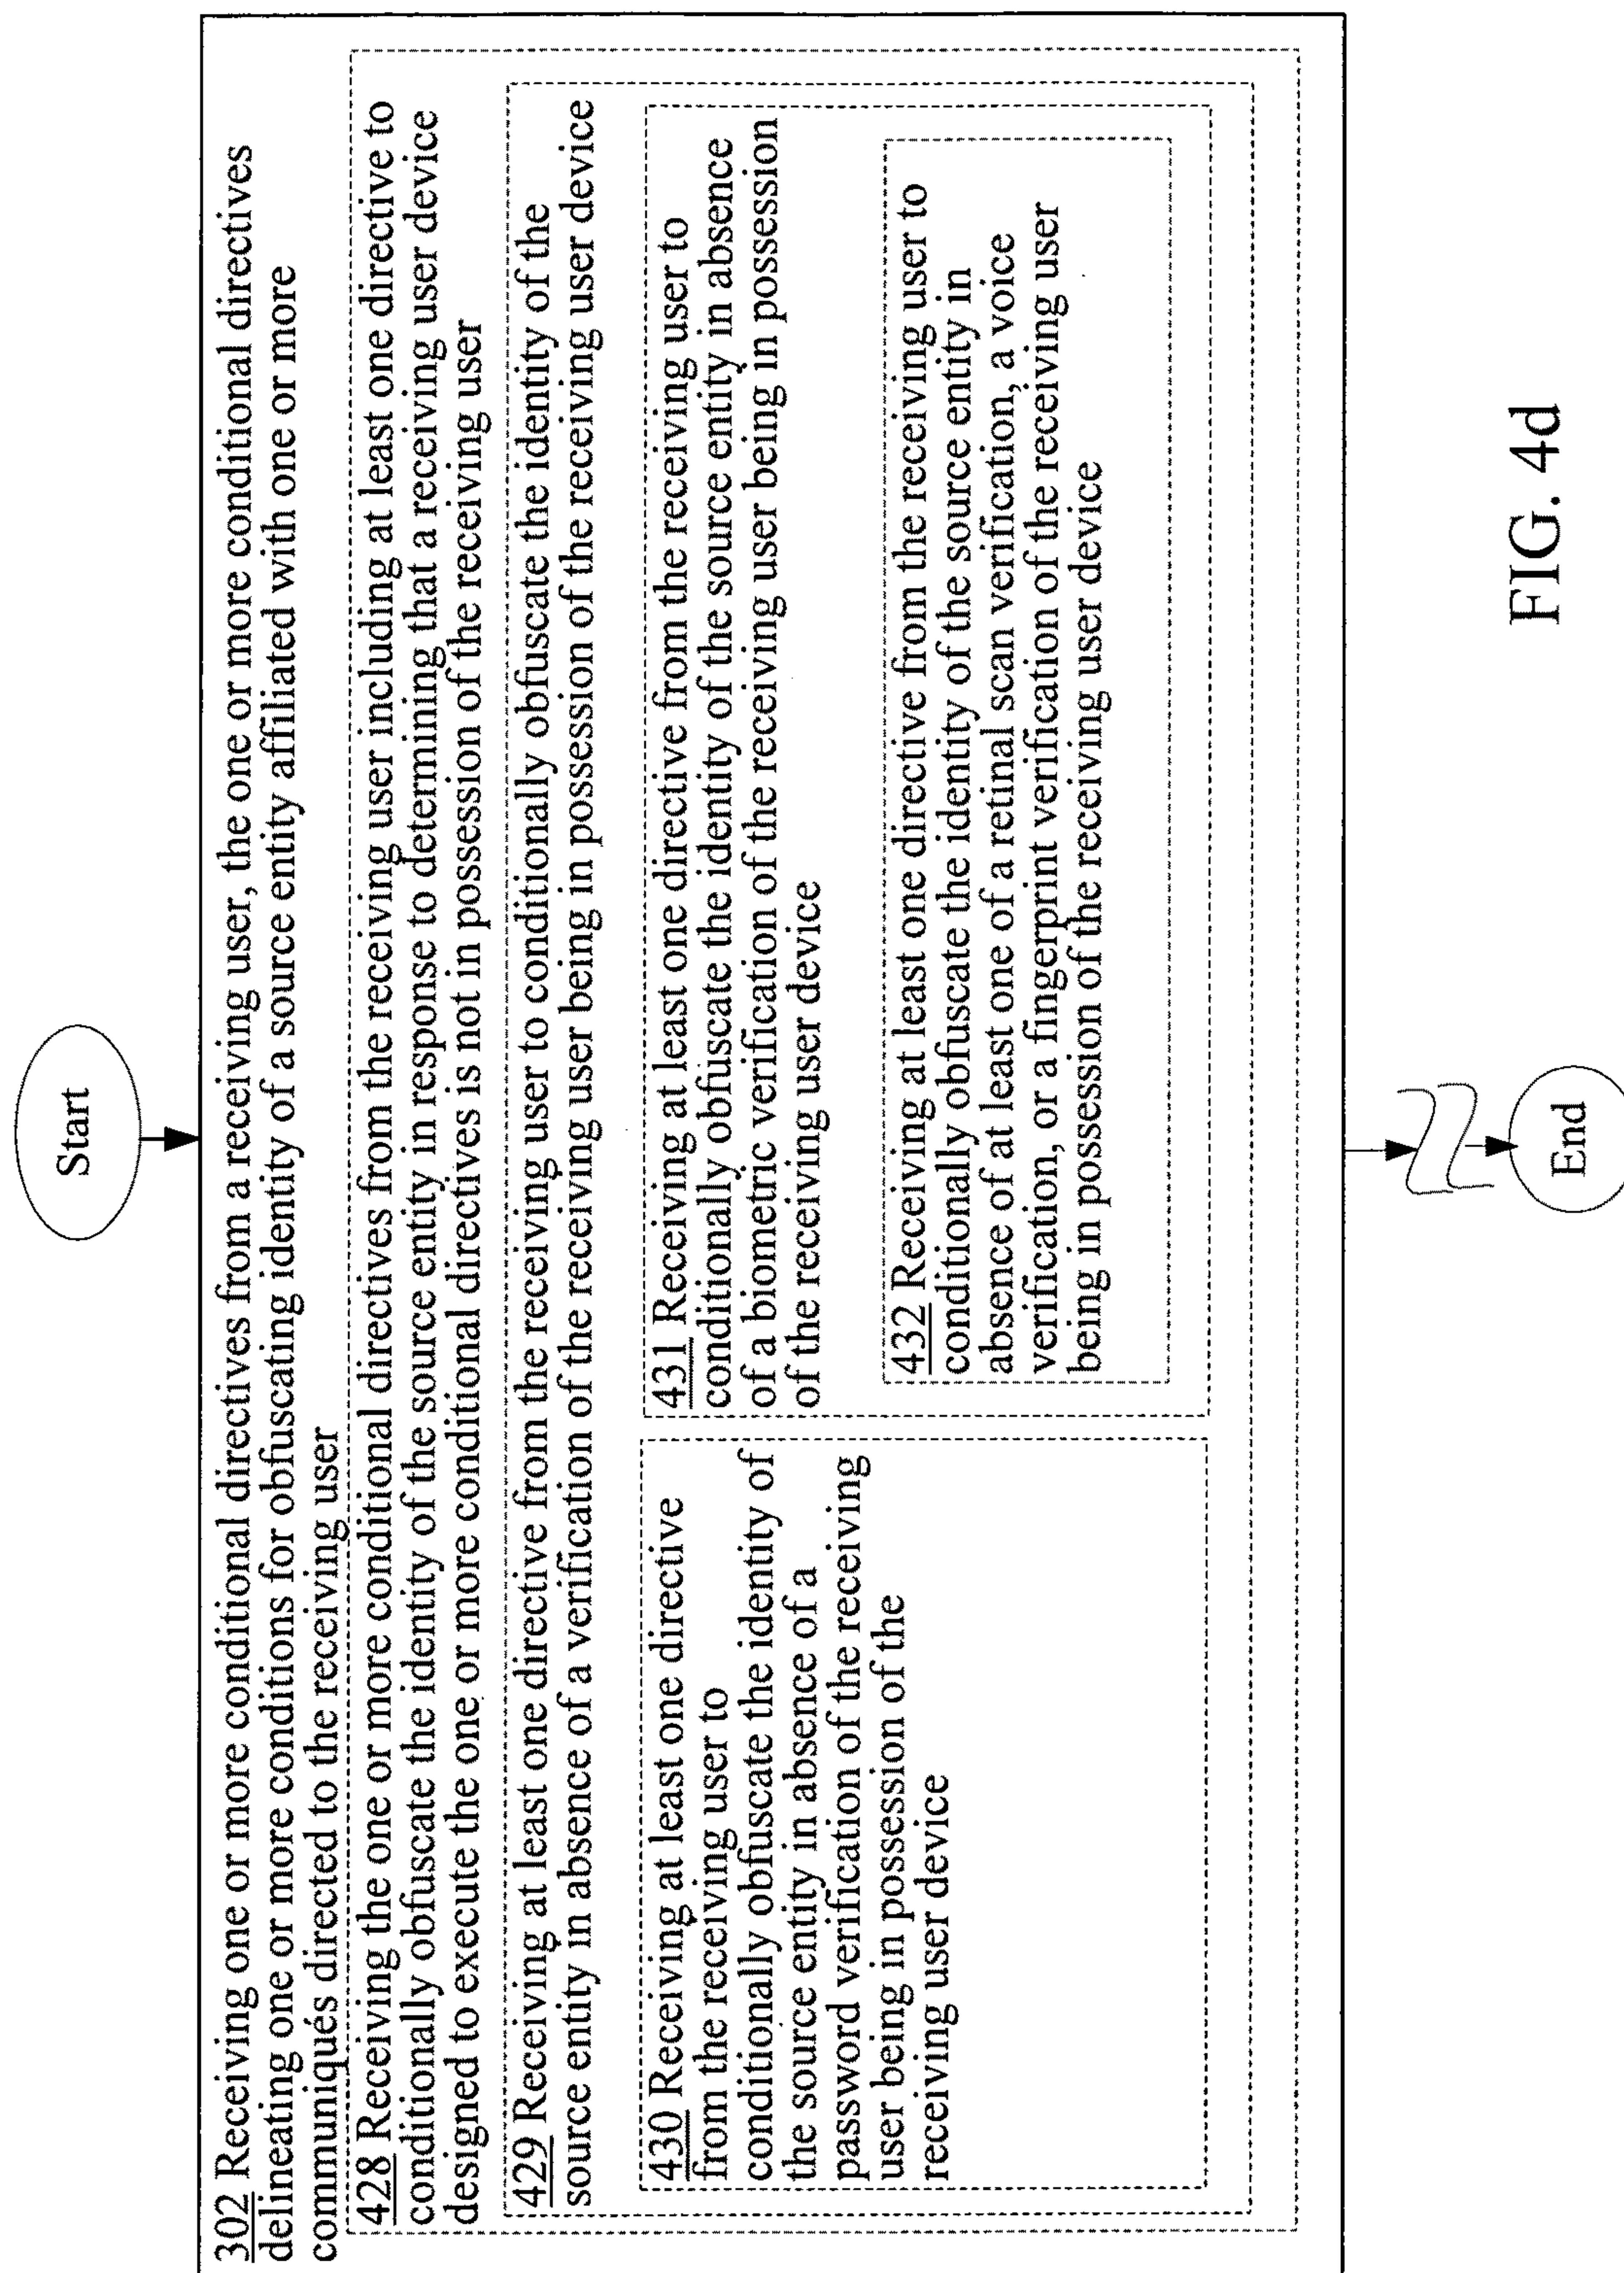 Start
302 Receiving one or more conditional directives from a receiving user, the one or more conditional directives
delineating one or more conditions for obfuscating identity of a source entity affiliated with one or more
communiqués directed to the receiving user
428 Receiving the one or more conditional directives from the receiving user including at least one directive to
conditionally obfuscate the identity of the source entity in response to determining that a receiving user device
designed to execute the one or more conditional directives is not in possession of the receiving user
429 Receiving at least one directive from the receiving user to conditionally obfuscate the identity of the
source entity in absence of a verification of the receiving user being in possession of the receiving user device
430 Receiving at least one directive
from the receiving user to
conditionally obfuscate the identity of
the source entity in absence of a
password verification of the receiving
user being in possession of the
receiving user device
431 Receiving at least one directive from the receiving user to
conditionally obfuscate the identity of the source entity in absence
of a biometric verification of the receiving user being in possession
of the receiving user device
432 Receiving at least one directive from the receiving user to
conditionally obfuscate the identity of the source entity in
absence of at least one of a retinal scan verification, a voice
verification, or a fingerprint verification of the receiving user
being in possession of the receiving user device
End
FIG. 4d